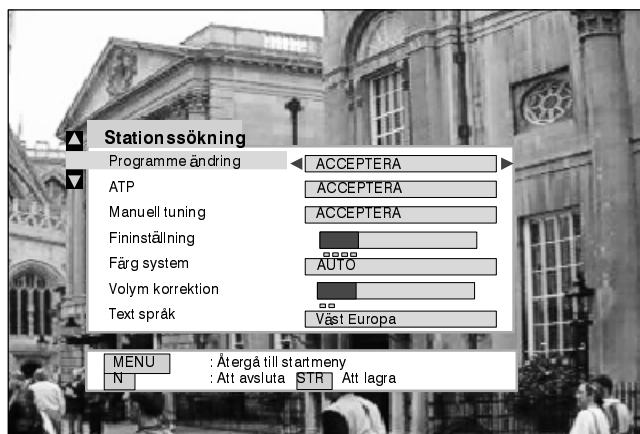 Stationssökning
Programme ändring ACCEPTERA
ATP ACCEPTERA
Manuell tuning ACCEPTERA
Fininställning
Färg system AUTO
Volym korrektion
Text språk Väst Europa
MENU : Återgå till startmeny
N : Att avsluta STR Att lagra